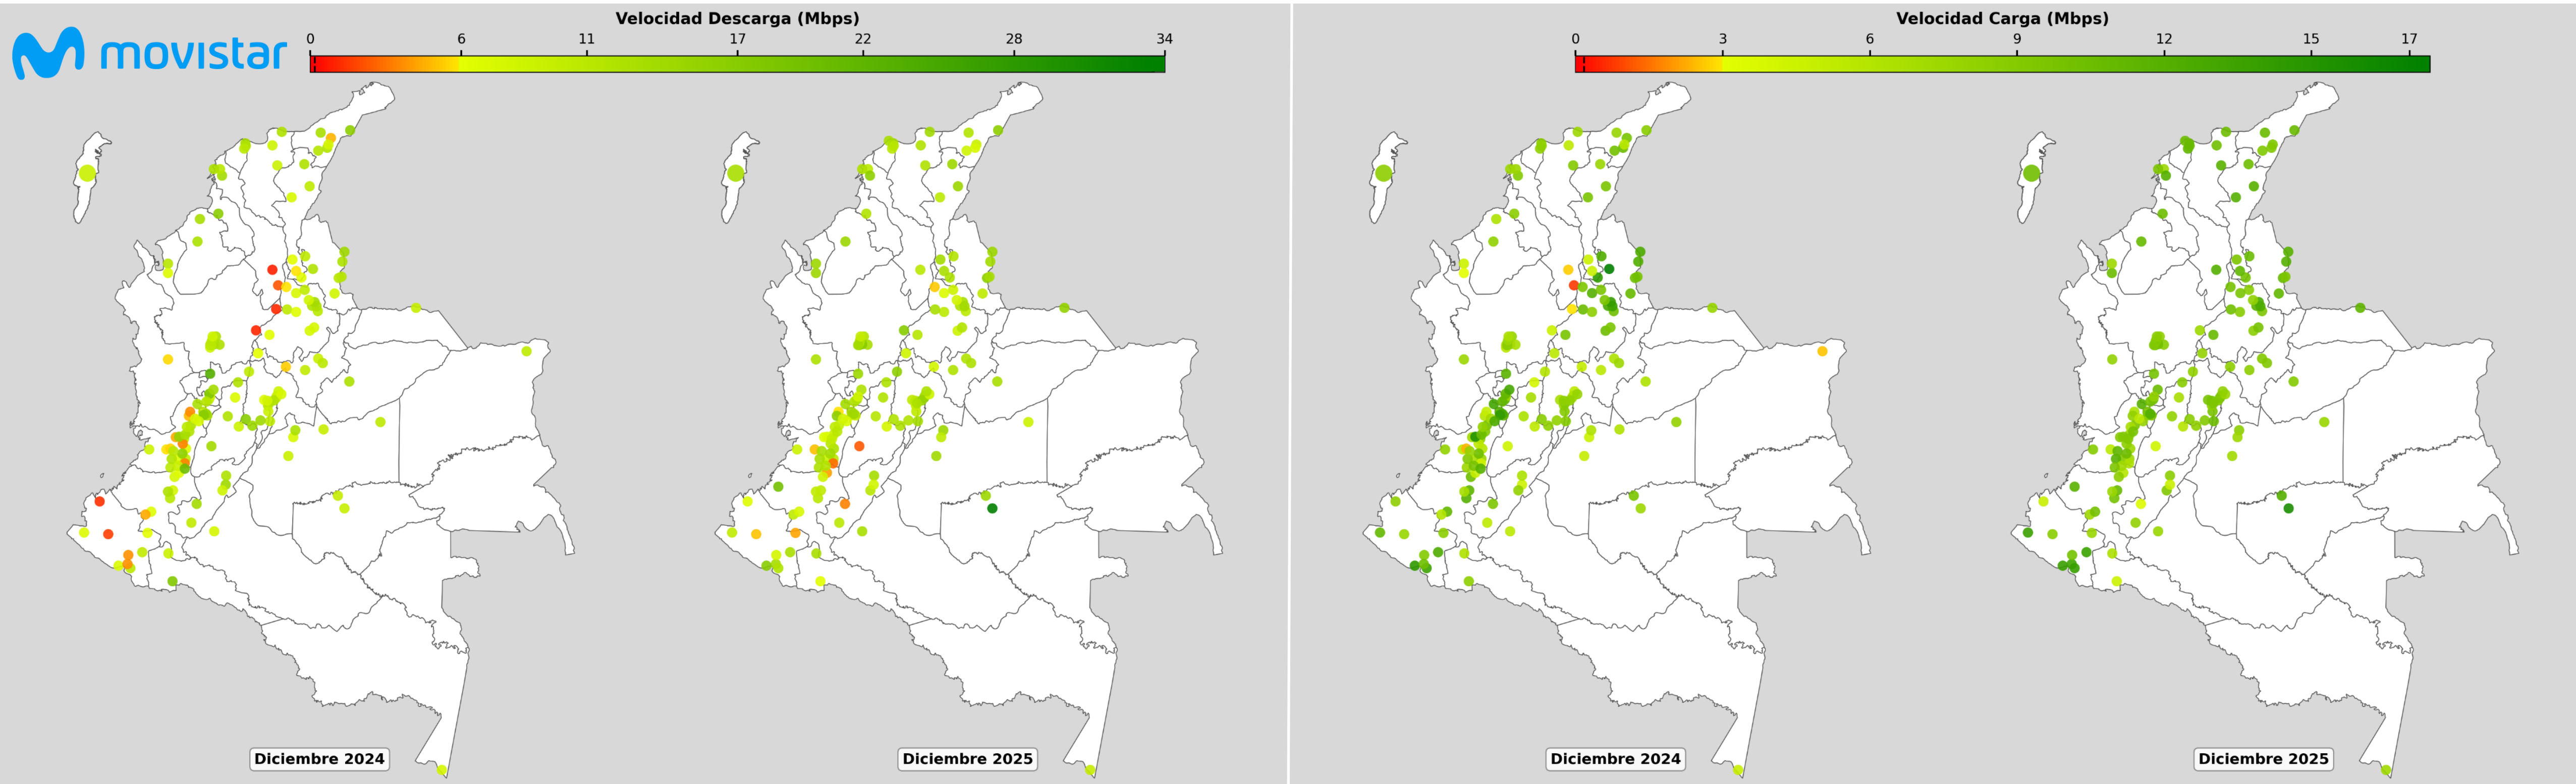 Velocidad Descarga (Mbps)
movistar
0 6 11 17 22 28 34
Diciembre 2024
Diciembre 2025
Velocidad Carga (Mbps)
0 3 6 9 12 15 17
Diciembre 2024
Diciembre 2025